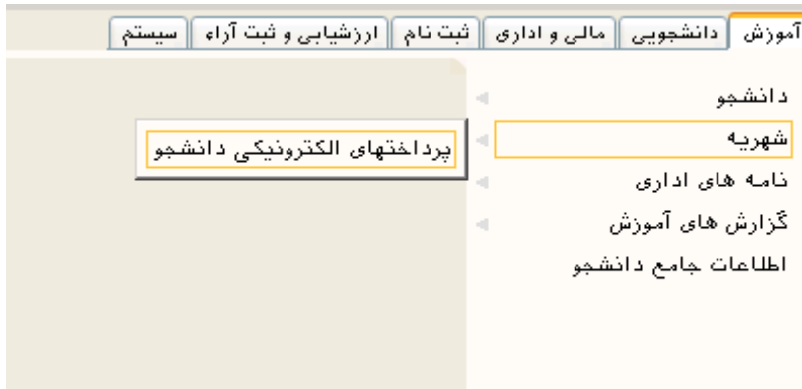 آموزش دانشجویی مالی و اداری ثبت نام ارزشیابی و ثبت آراء سیستم
دانشجو
شهریه
پرداختهای الکترونیکی دانشجو
نامه های اداری
گزارش های آموزش
اطلاعات جامع دانشجو